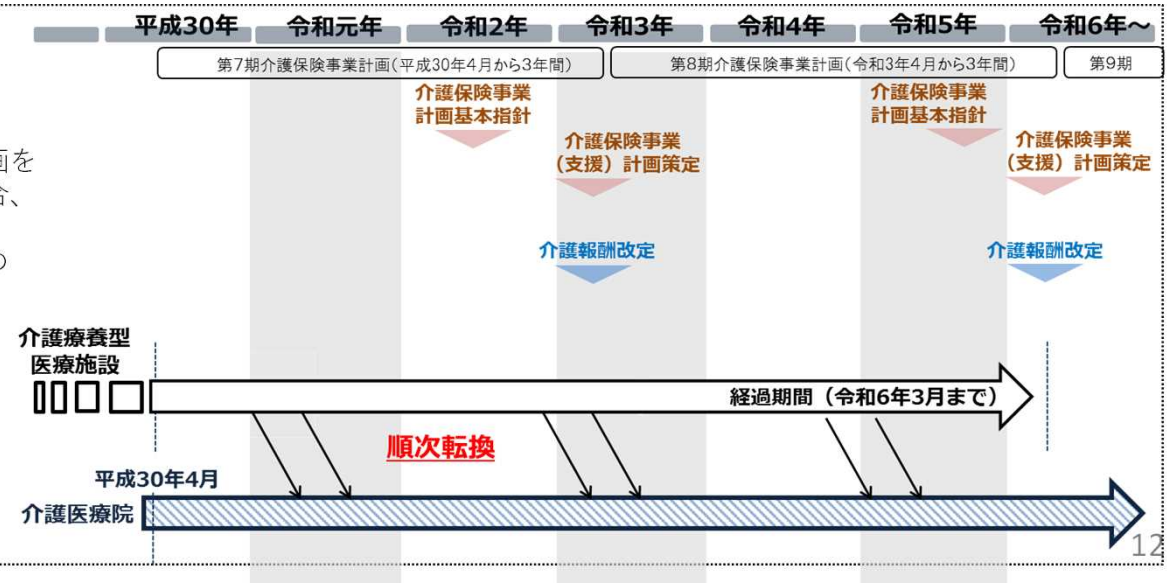 平成30年 令和元年 令和2年 令和3年 令和4年 令和5年 令和6年～
第7期介護保険事業計画(平成30年4月から3年間) 第8期介護保険事業計画(令和3年4月から3年間) 第9期
介護保険事業
計画基本指針
介護保険事業
（支援）計画策定
介護保険事業
計画基本指針
介護保険事業
（支援）計画策定
画を
介護報酬改定
介護報酬改定
介護療養型
医療施設
経過期間（令和6年3月まで）
順次転換
平成30年4月
介護医療院
12